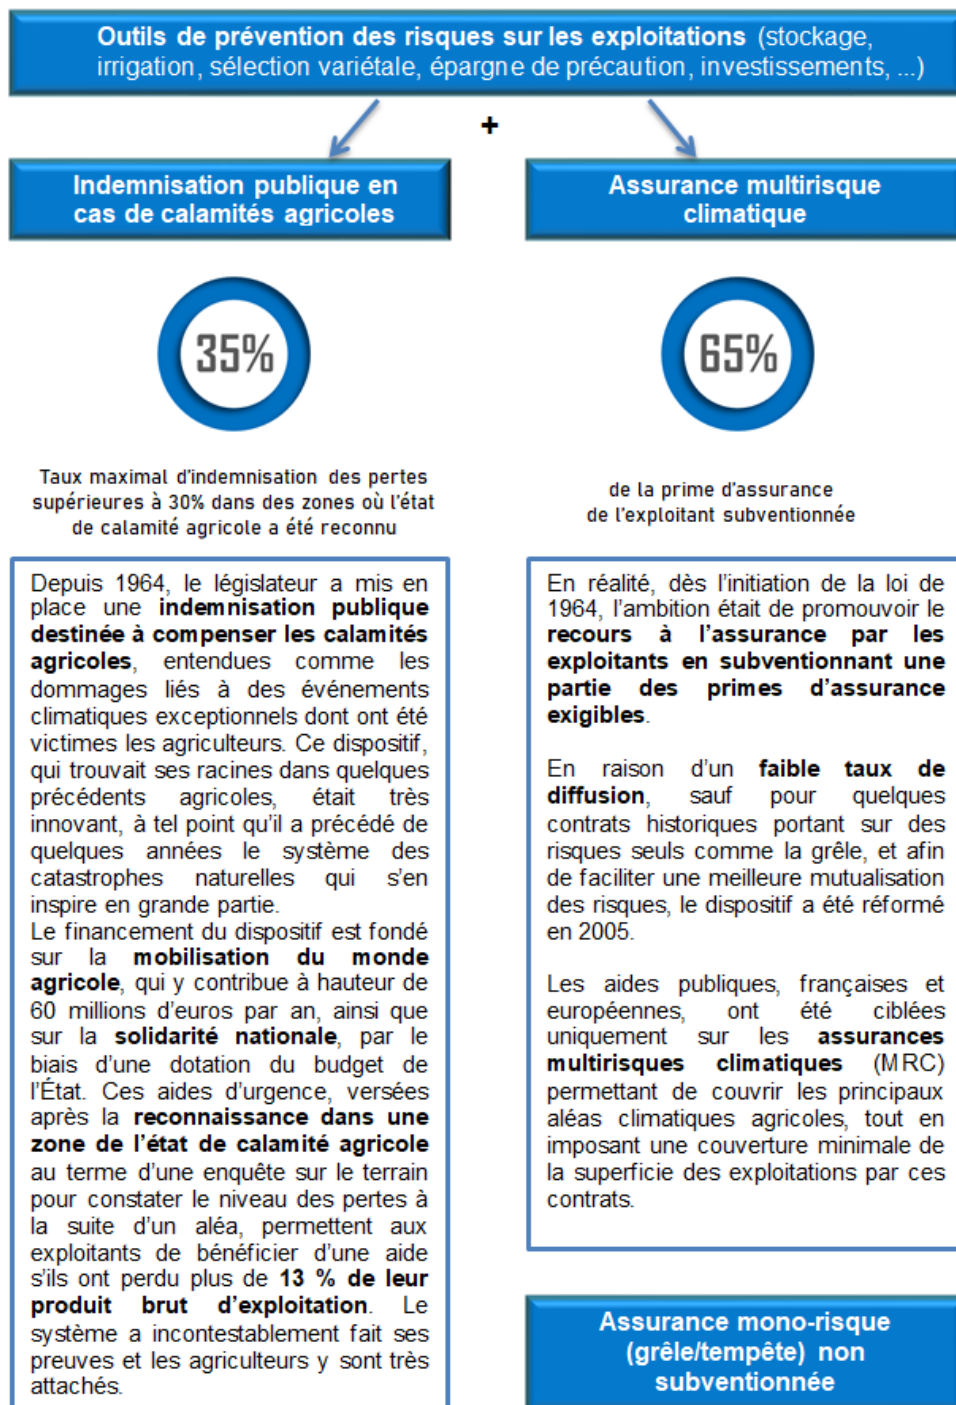 Outils de prévention des risques sur les exploitations (stockage,
irrigation, sélection variétale, épargne de précaution, investissements, ...)
+
Indemnisation publique en
cas de calamités agricoles
35%
Taux maximal d'indemnisation des pertes
supérieures à 30% dans des zones où l'état
de calamité agricole a été reconnu
Depuis 1964, le législateur a mis en
place une indemnisation publique
destinée à compenser les calamités
agricoles, entendues comme les
dommages liés à des événements
climatiques exceptionnels dont ont été
victimes les agriculteurs. Ce dispositif,
qui trouvait ses racines dans quelques
précédents agricoles, était très
innovant, à tel point qu'il a précédé de
quelques années le système des
catastrophes naturelles qui s'en
inspire en grande partie.
Le financement du dispositif est fondé
sur la mobilisation du monde
agricole, qui y contribue à hauteur de
60 millions d'euros par an, ainsi que
sur la solidarité nationale, par le
biais d'une dotation du budget de
l'État. Ces aides d'urgence, versées
après la reconnaissance dans une
zone de l'état de calamité agricole
au terme d'une enquête sur le terrain
pour constater le niveau des pertes à
la suite d'un aléa, permettent aux
exploitants de bénéficier d'une aide
s'ils ont perdu plus de 13 % de leur
produit brut d'exploitation. Le
système a incontestablement fait ses
preuves et les agriculteurs y sont très
attachés.
Assurance multirisque
climatique
65%
de la prime d'assurance
de l'exploitant subventionnée
En réalité, dès l'initiation de la loi de
1964, l'ambition était de promouvoir le
recours à l'assurance par les
exploitants en subventionnant une
partie des primes d'assurance
exigibles.
En raison d'un faible taux de
diffusion, sauf pour quelques
contrats historiques portant sur des
risques seuls comme la grêle, et afin
de faciliter une meilleure mutualisation
des risques, le dispositif a été réformé
en 2005.
Les aides publiques, françaises et
européennes, ont été ciblées
uniquement sur les assurances
multirisques climatiques (MRC)
permettant de couvrir les principaux
aléas climatiques agricoles, tout en
imposant une couverture minimale de
la superficie des exploitations par ces
contrats.
Assurance mono-risque
(grêle/tempête) non
subventionnée